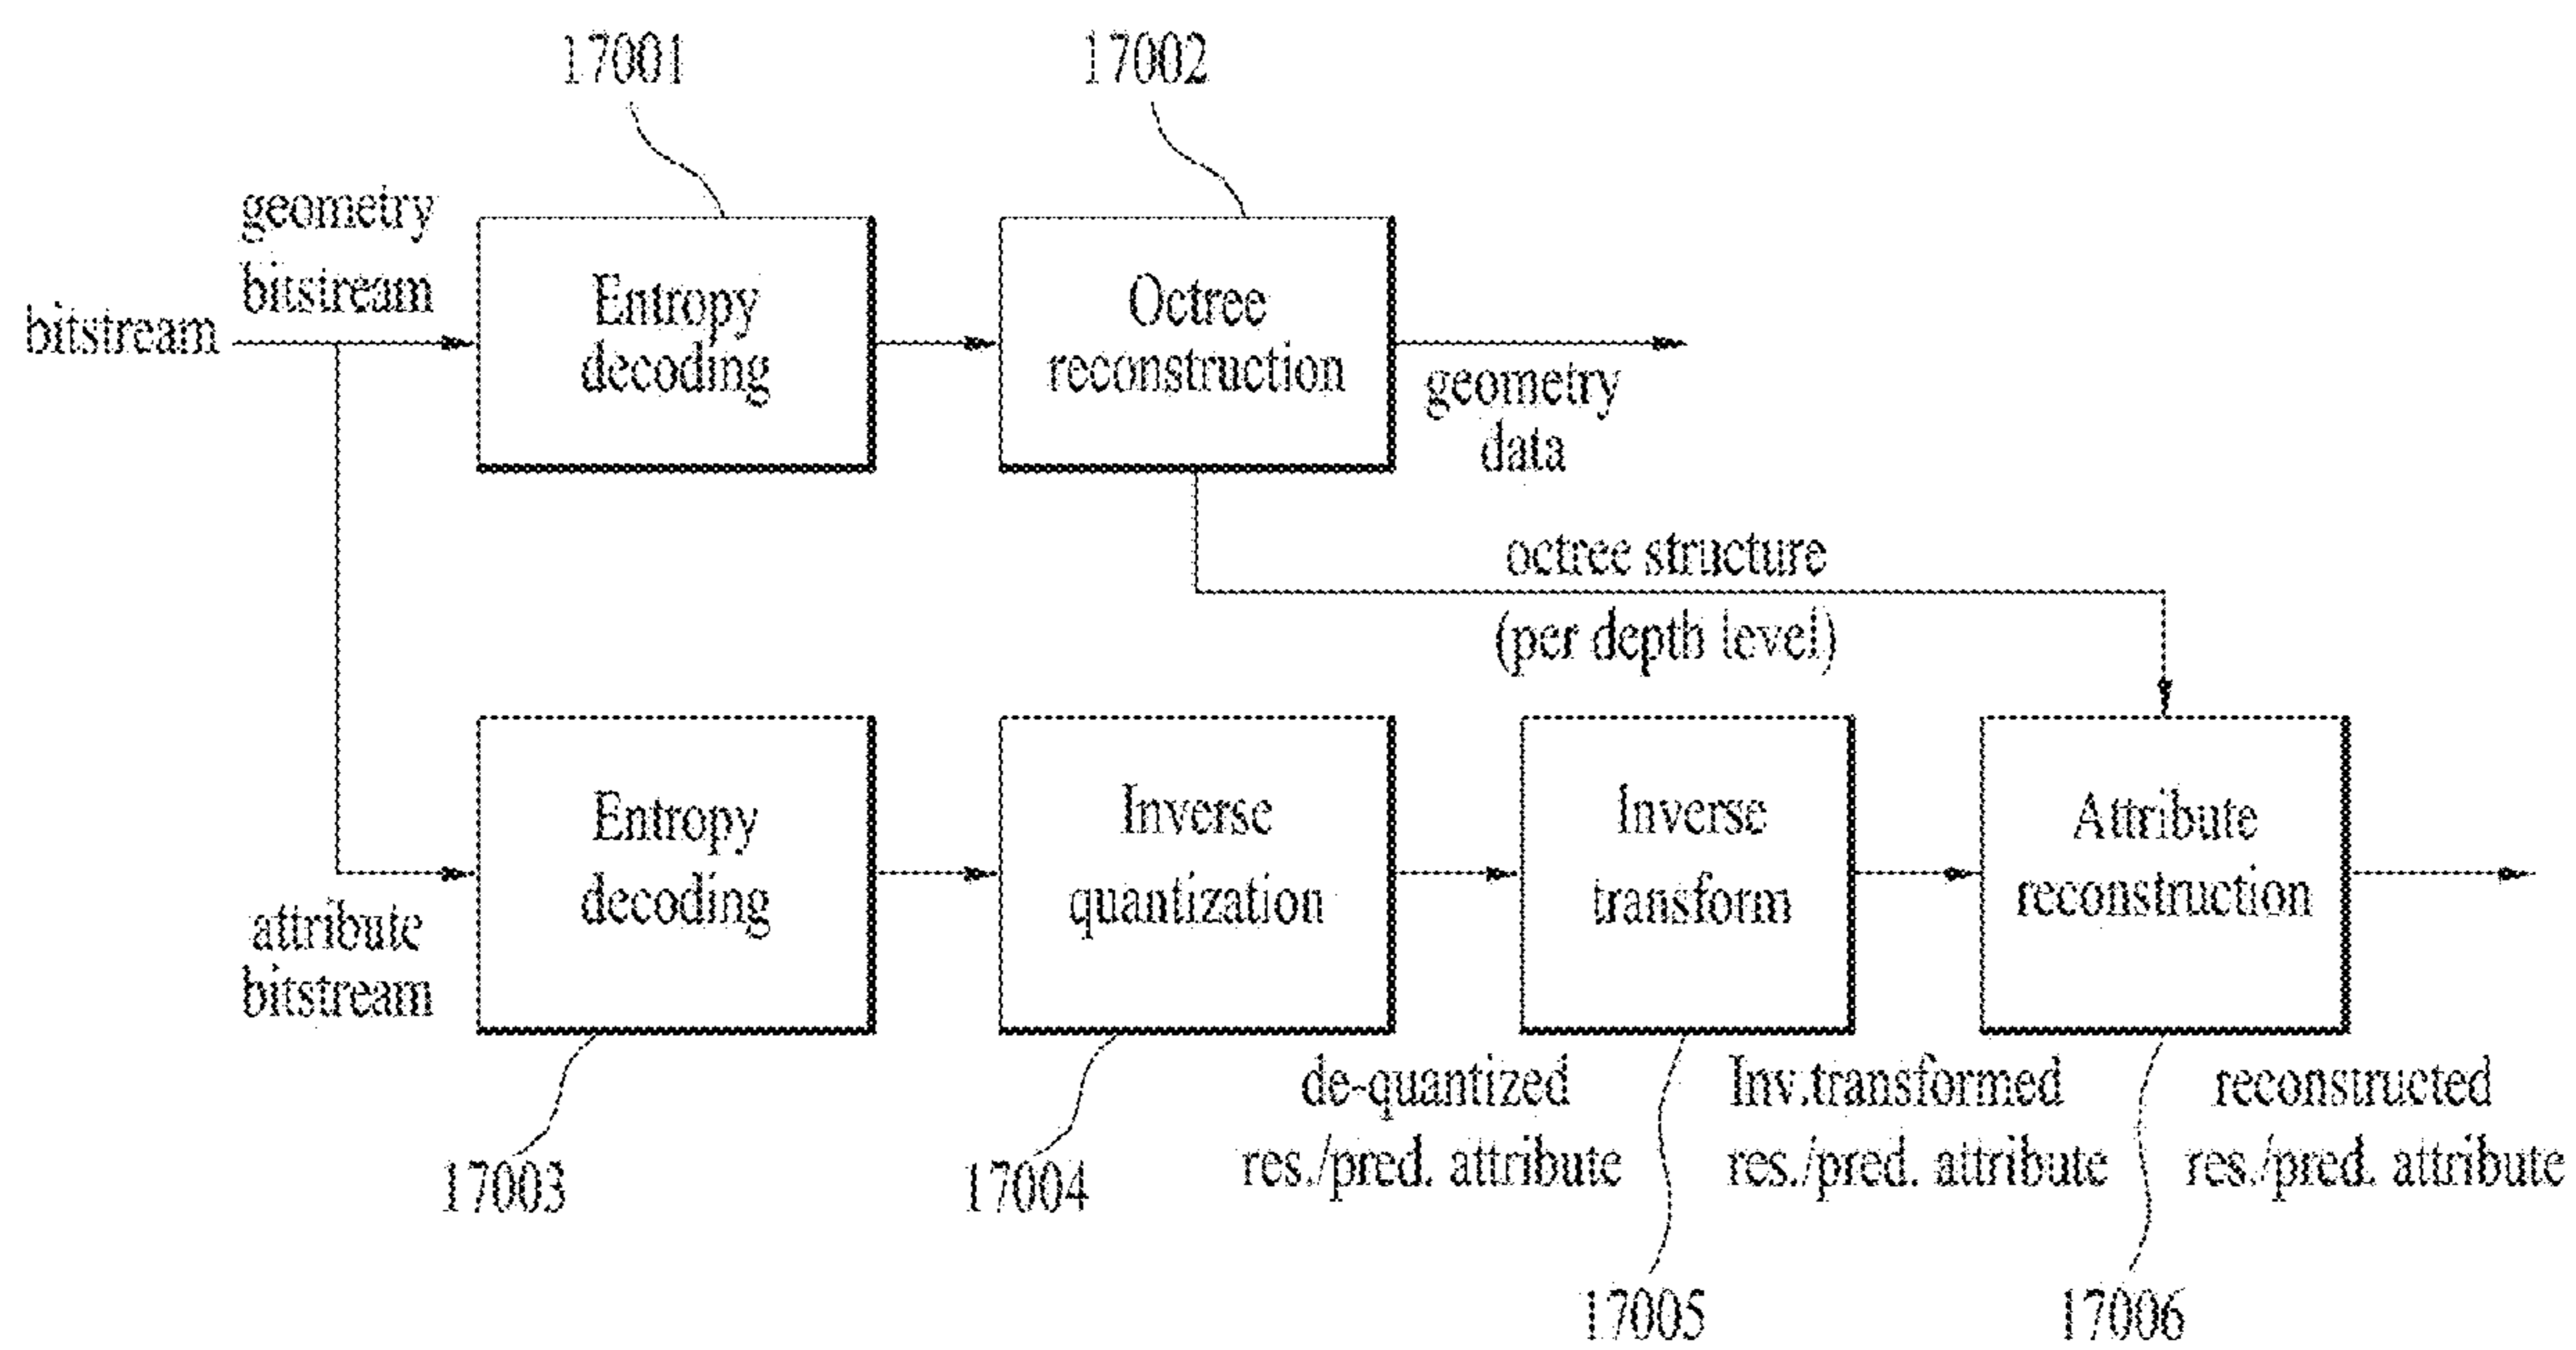 17001
17002
geometry
bitstream
bitstream
Entropy
decoding
Octree
reconstruction
geometry
data
octree structure
(per depth level)
Entropy
decoding
Inverse
quantization
Inverse
transform
Attribute
reconstruction
attribute
bitstream
de-quantized
res./pred. attribute
Inv.transformed
res./pred. attribute
reconstructed
res./pred. attribute
17003
17004
17005
17006